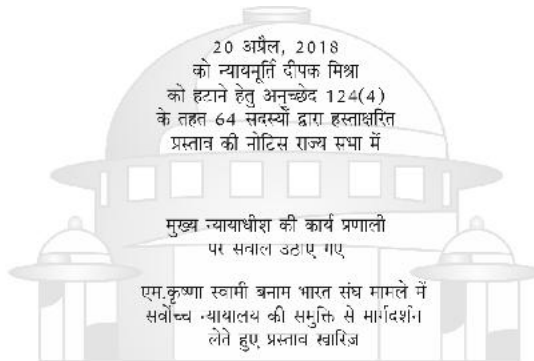 20 अप्रैल, 2018
को न्यायमूर्ति दीपक मिश्रा
को हटाने हेतु अनुच्छेद 124(4)
के तहत 64 सदस्यों द्वारा हस्ताक्षरित
प्रस्ताव की नोटिस राज्य सभा में
मुख्य न्यायाधीश की कार्य प्रणाली
पर सवाल उठाए गए
एम.कृष्णा स्वामी बनाम भारत संघ मामले में
सर्वोच्च न्यायालय की समुक्ति से मार्गदर्शन
लेते हुए प्रस्ताव खारिज